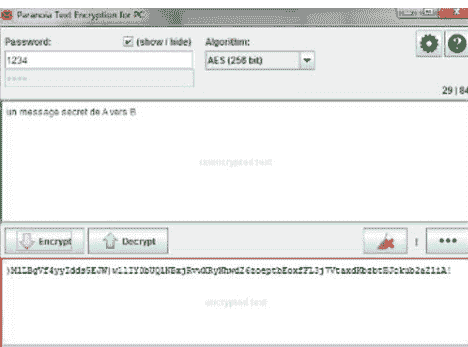 Paranoia Text Encryption for PC
Password: (show / hide) Algorithm:
1234 AES (256 bit)
****
29 | 84
un message secret de A vers B
unencrypted text
Encrypt Decrypt ! •••
encrypted text